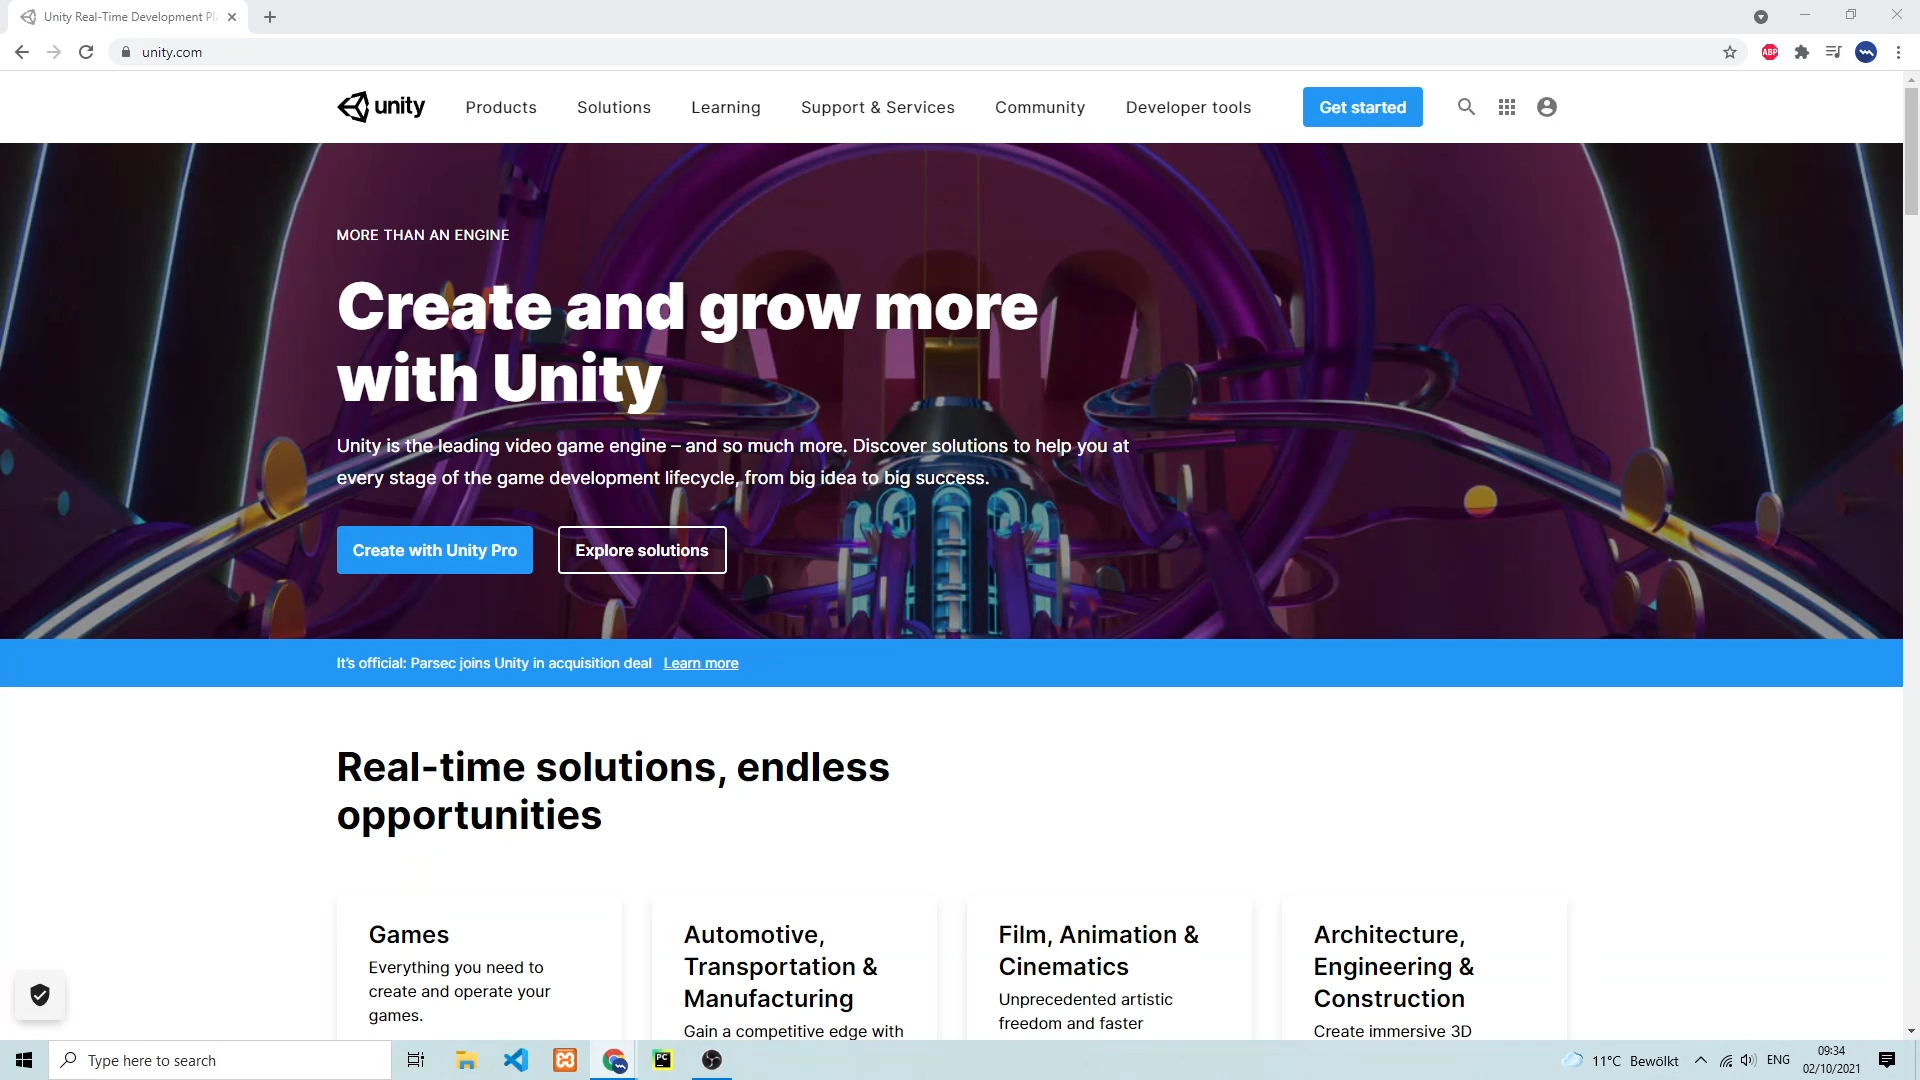 Unity Real-Time Development Pl
unity.com
ABP
unity
Products
Solutions
Learning
Support & Services
Community
Developer tools
Get started
MORE THAN AN ENGINE
Create and grow more
with Unity
Unity is the leading video game engine – and so much more. Discover solutions to help you at
every stage of the game development lifecycle, from big idea to big success.
Create with Unity Pro
Explore solutions
It's official: Parsec joins Unity in acquisition deal Learn more
Real-time solutions, endless
opportunities
Games
Everything you need to
create and operate your
games.
Automotive,
Transportation &
Manufacturing
Gain a competitive edge with
Film, Animation &
Cinematics
Unprecedented artistic
freedom and faster
Architecture,
Engineering &
Construction
Create immersive 3D
Type here to search
PC
11°C Bewölkt
ENG
09:34
02/10/2021